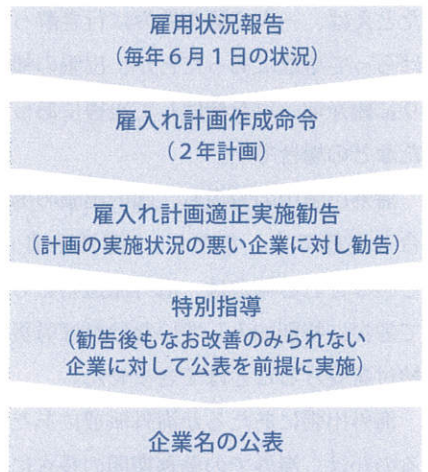 雇用状況報告
（毎年６月１日の状況）
雇入れ計画作成命令
（２年計画）
雇入れ計画適正実施勧告
（計画の実施状況の悪い企業に対し勧告）
特別指導
（勧告後もなお改善のみられない
企業に対して公表を前提に実施）
企業名の公表